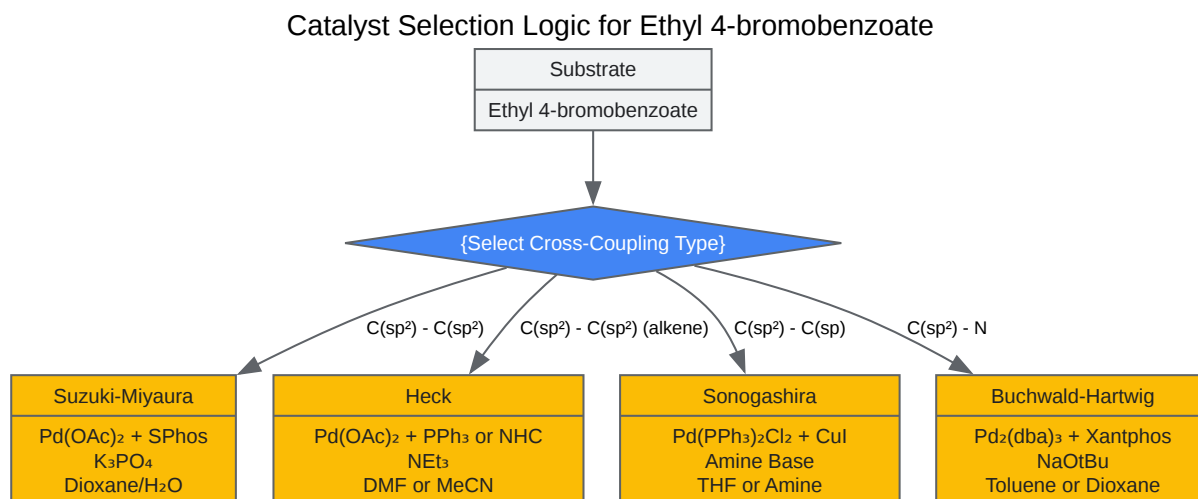 Catalyst Selection Logic for Ethyl 4-bromobenzoate
Substrate
Ethyl 4-bromobenzoate
{Select Cross-Coupling Type}
C(sp²) - C(sp²)
C(sp²) - C(sp²) (alkene)
C(sp²) - C(sp)
C(sp²) - N
Suzuki-Miyaura
Pd(OAc)₂ + SPhos
K₃PO₄
Dioxane/H₂O
Heck
Pd(OAc)₂ + PPh₃ or NHC
NEt₃
DMF or MeCN
Sonogashira
Pd(PPh₃)₂Cl₂ + CuI
Amine Base
THF or Amine
Buchwald-Hartwig
Pd₂(dba)₃ + Xantphos
NaOtBu
Toluene or Dioxane